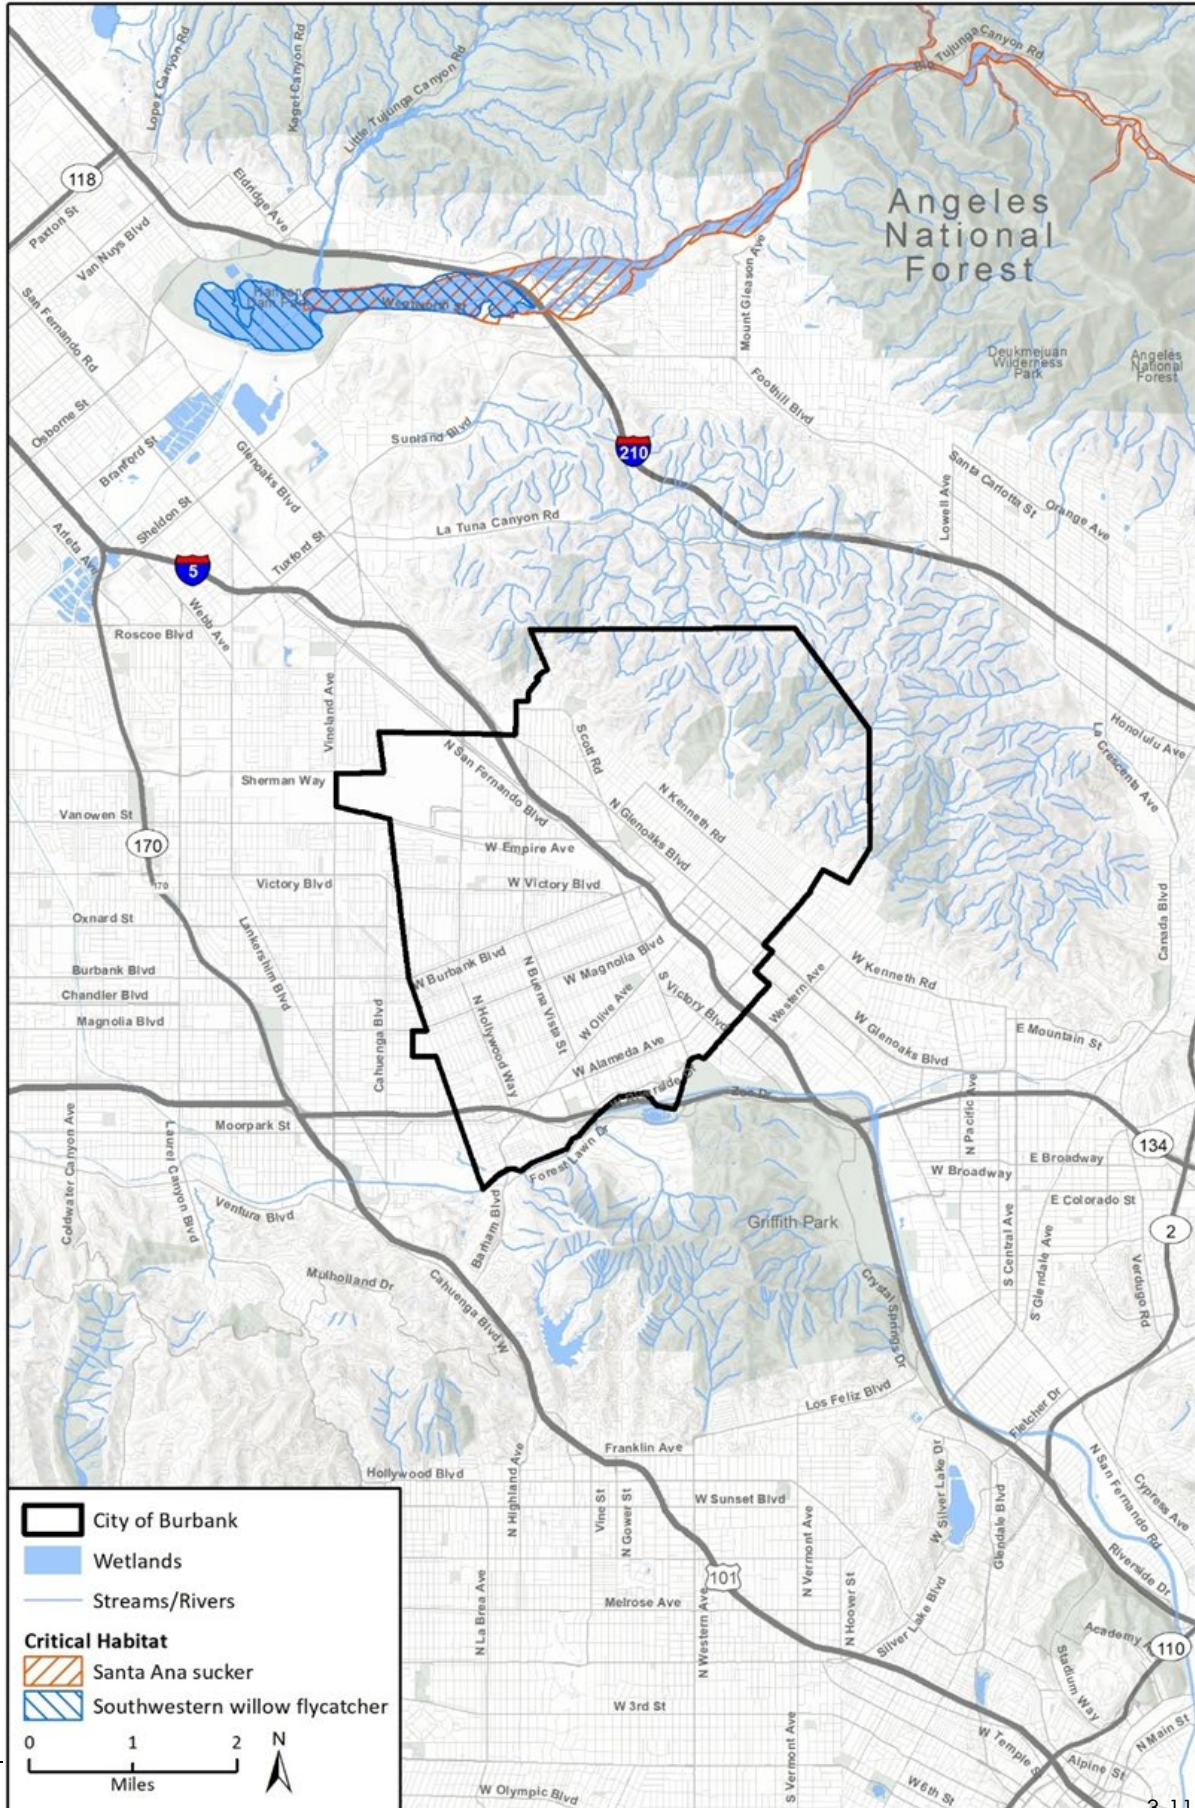 Lopez Canyon Rd
Kagel Canyon Rd
Little Tujunga Canyon Rd
Big Tujunga Canyon Rd
118
Paxton St
Van Nuys Blvd
Eldridge Ave
Angeles
National
Forest
San Fernando Rd
Wentworth St
Mount Gleason Ave
Deukmejuan
Wilderness
Park
Angeles
National
Forest
Osborne St
Branford St
Glenoaks Blvd
Sunland Blvd
Foothill Blvd
210
Santa Carlotta St
Orange Ave
Lowell Ave
Arleta Ave
Sheldon St
Tuxford St
La Tuna Canyon Rd
5
Webb Ave
Roscoe Blvd
Vineland Ave
Scott Rd
Honolulu Ave
La Crescenta Ave
Sherman Way
N San Fernando Blvd
N Kenneth Rd
N Glenoaks Blvd
Vanowen St
170
170
W Empire Ave
Victory Blvd
W Victory Blvd
Oxnard St
Lankershim Blvd
Canada Blvd
Burbank Blvd
Chandler Blvd
Magnolia Blvd
Cahuenga Blvd
W Burbank Blvd
N Buena Vista St
W Magnolia Blvd
N Hollywood Way
W Olive Ave
S Victory Blvd
Western Ave
W Kenneth Rd
W Glenoaks Blvd
E Mountain St
W Alameda Ave
Zoo Dr
N Pacific Ave
Moorpark St
134
Coldwater Canyon Ave
Laurel Canyon Blvd
Forest Lawn Dr
W Broadway
E Broadway
Ventura Blvd
Barham Blvd
Griffith Park
E Colorado St
2
S Central Ave
S Glendale Ave
Verdugo Rd
Mulholland Dr
Cahuenga Blvd W
Crystal Springs Dr
Los Feliz Blvd
Fletcher Dr
Franklin Ave
Hollywood Blvd
N Highland Ave
Vine St
N Gower St
W Sunset Blvd
W Silver Lake Dr
Glendale Blvd
N San Fernando Rd
Cypress Ave
N Vermont Ave
Riverside Dr
101
N La Brea Ave
Melrose Ave
N Western Ave
N Hoover St
Silver Lake Blvd
Academy
110
Stadium Way
W 3rd St
S Vermont Ave
W Temple St
N Main St
Alpine St
W 6th St
W Olympic Blvd
City of Burbank
Wetlands
Streams/Rivers
Critical Habitat
Santa Ana sucker
Southwestern willow flycatcher
0 1 2
Miles
N
3-11